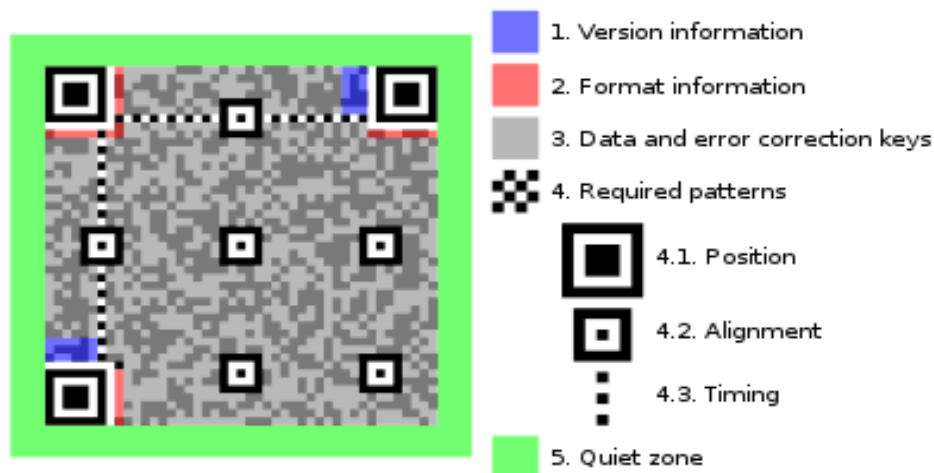 1. Version information
2. Format information
3. Data and error correction keys
4. Required patterns
4.1. Position
4.2. Alignment
4.3. Timing
5. Quiet zone